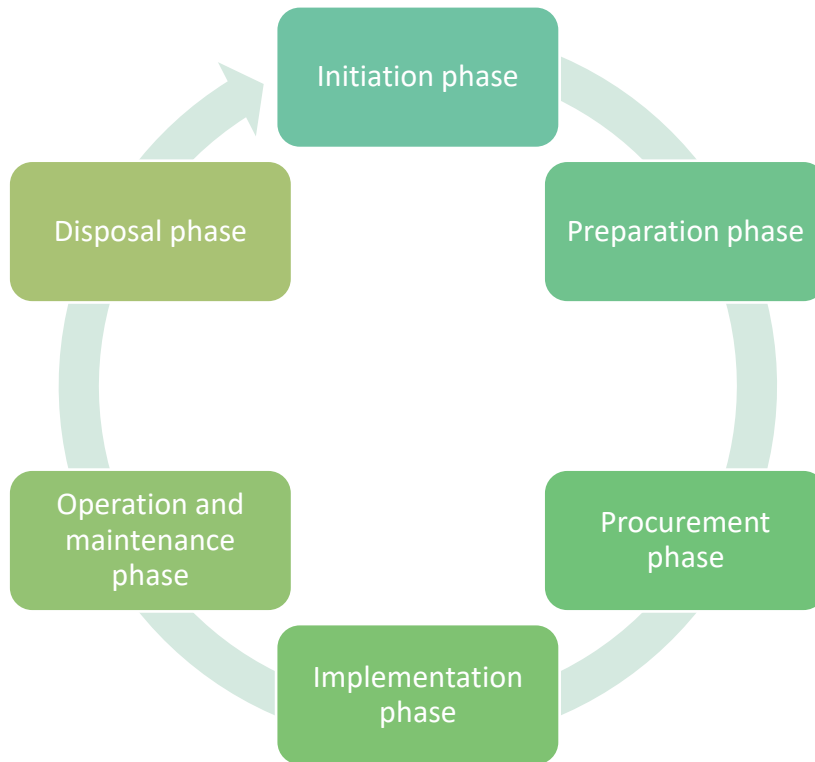 Initiation phase
Preparation phase
Procurement
phase
Implementation
phase
Operation and
maintenance
phase
Disposal phase